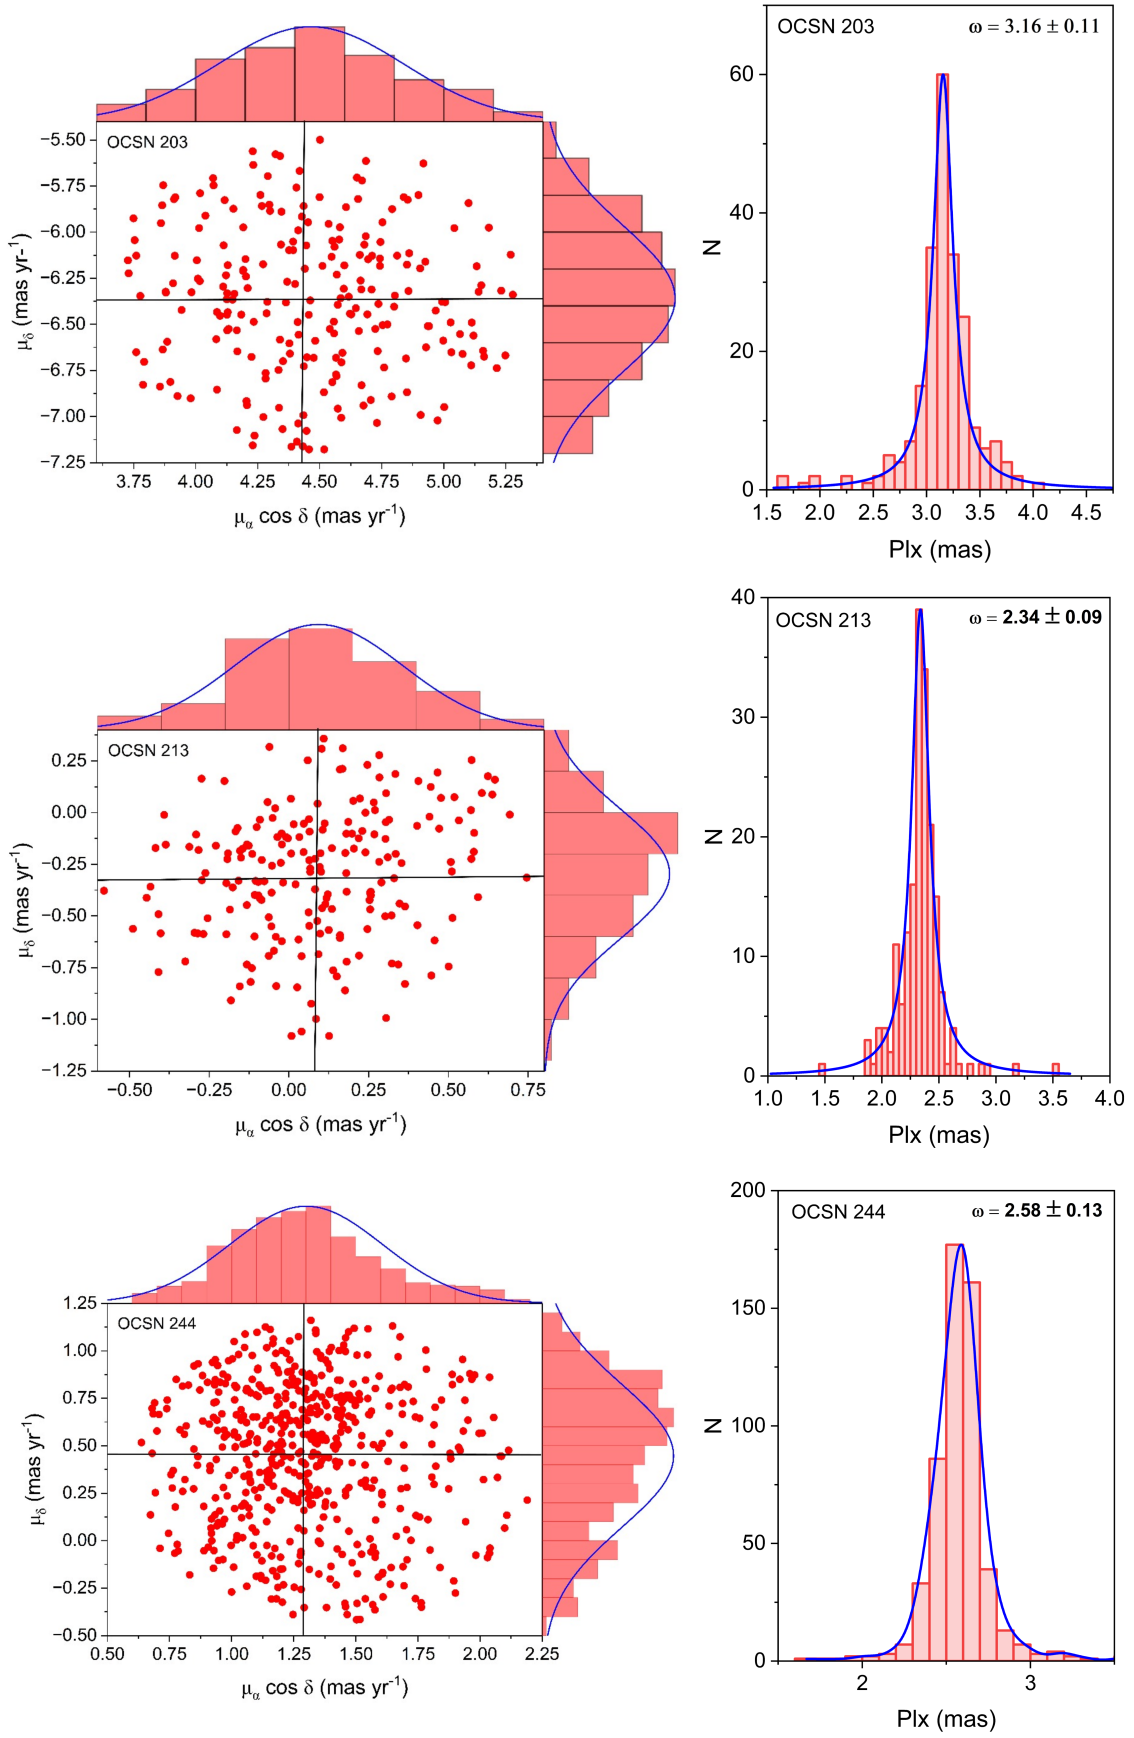 OCSN 203
−5.50
−5.75
−6.00
−6.25
−6.50
−6.75
−7.00
−7.25
μδ (mas yr-1)
3.75 4.00 4.25 4.50 4.75 5.00 5.25
μα cos δ (mas yr-1)
OCSN 203 ω = 3.16 ± 0.11
60
40
20
0
N
1.5 2.0 2.5 3.0 3.5 4.0 4.5
Plx (mas)
OCSN 213
0.25
0.00
−0.25
−0.50
−0.75
−1.00
−1.25
μδ (mas yr-1)
−0.50 −0.25 0.00 0.25 0.50 0.75
μα cos δ (mas yr-1)
OCSN 213 ω = 2.34 ± 0.09
40
30
20
10
0
N
1.0 1.5 2.0 2.5 3.0 3.5 4.0
Plx (mas)
OCSN 244
1.25
1.00
0.75
0.50
0.25
0.00
−0.25
−0.50
μδ (mas yr-1)
0.50 0.75 1.00 1.25 1.50 1.75 2.00 2.25
μα cos δ (mas yr-1)
OCSN 244 ω = 2.58 ± 0.13
200
150
100
50
0
N
2 3
Plx (mas)